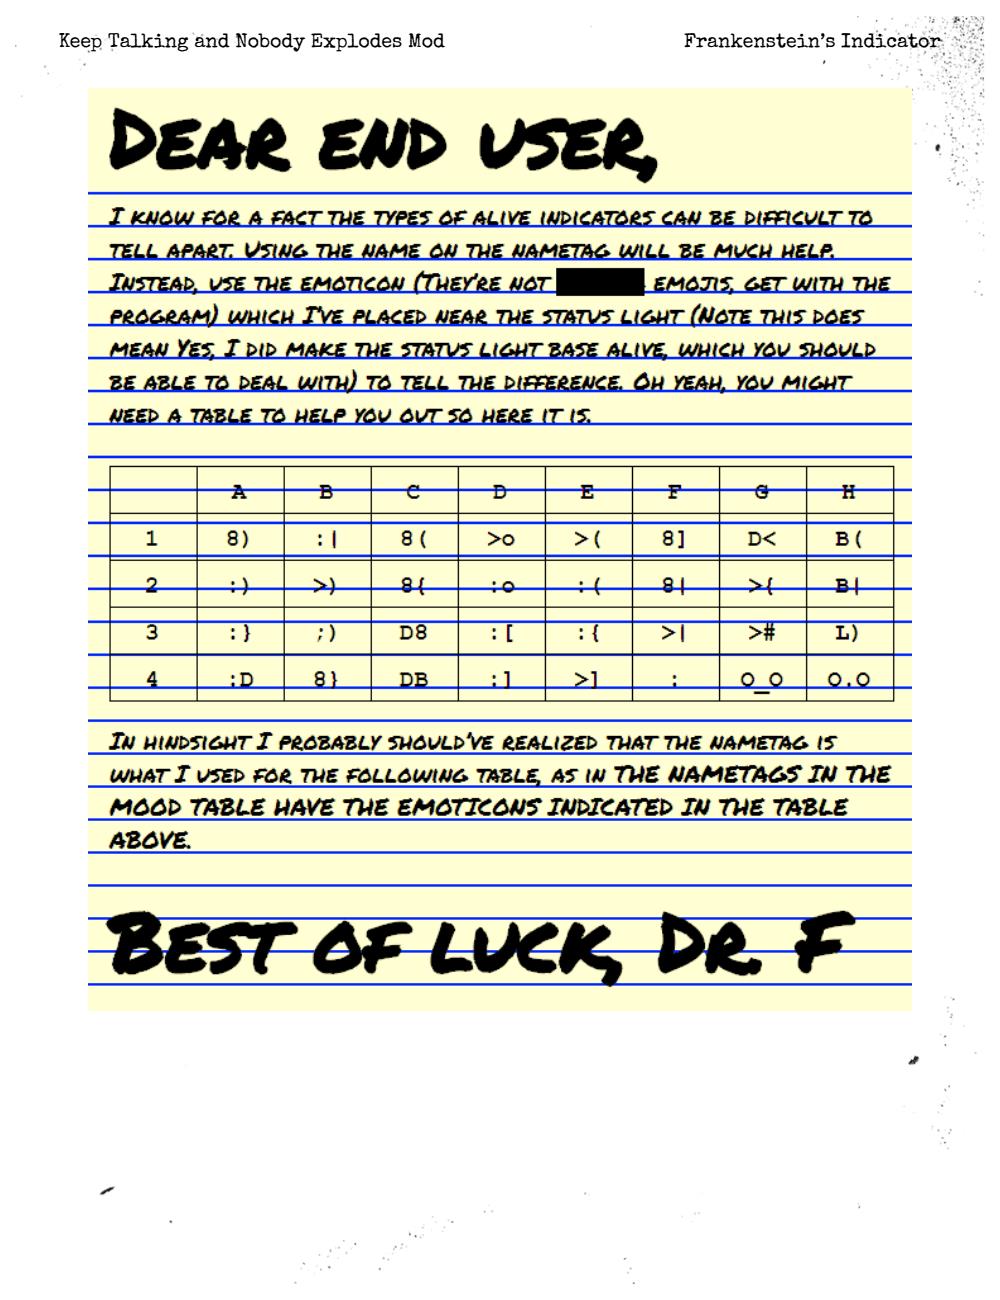 Keep Talking and Nobody Explodes Mod Frankenstein's Indicator
DEAR END USER,
I KNOW FOR A FACT THE TYPES OF ALIVE INDICATORS CAN BE DIFFICULT TO
TELL APART. USING THE NAME ON THE NAMETAG WILL BE MUCH HELP.
INSTEAD, USE THE EMOTICON (THEY'RE NOT EMOJIS, GET WITH THE
PROGRAM) WHICH I'VE PLACED NEAR THE STATUS LIGHT (NOTE THIS DOES
MEAN YES, I DID MAKE THE STATUS LIGHT BASE ALIVE, WHICH YOU SHOULD
BE ABLE TO DEAL WITH) TO TELL THE DIFFERENCE. OH YEAH, YOU MIGHT
NEED A TABLE TO HELP YOU OUT SO HERE IT IS.
A B C D E F G H
1 8) :| 8( >o >( 8] D< B(
2 :) >) 8{ :o :( 8| >{ B|
3 :} ;) D8 :[ :{ >| ># L)
4 :D 8} DB :] >] : O_O O.O
IN HINDSIGHT I PROBABLY SHOULD'VE REALIZED THAT THE NAMETAG IS
WHAT I USED FOR THE FOLLOWING TABLE, AS IN THE NAMETAGS IN THE
MOOD TABLE HAVE THE EMOTICONS INDICATED IN THE TABLE
ABOVE.
BEST OF LUCK, DR. F